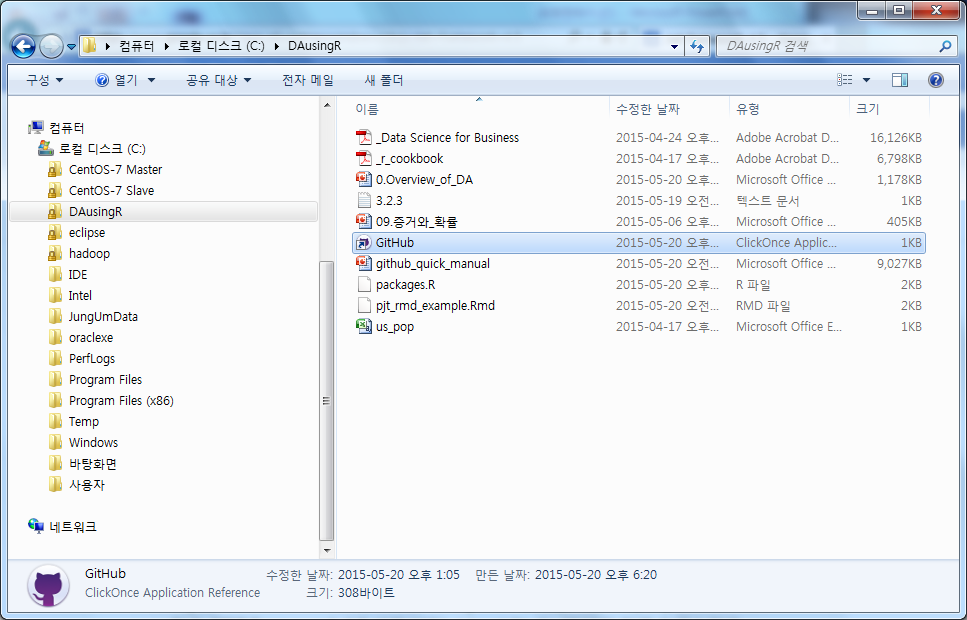 컴퓨터 로컬 디스크 (C:) DAusingR DAusingR 검색
구성 열기 공유 대상 전자 메일 새 폴더
컴퓨터
로컬 디스크 (C:)
CentOS-7 Master
CentOS-7 Slave
DAusingR
eclipse
hadoop
IDE
Intel
JungUmData
oraclexe
PerfLogs
Program Files
Program Files (x86)
Temp
Windows
바탕화면
사용자
네트워크
이름 수정한 날짜 유형 크기
_Data Science for Business 2015-04-24 오후... Adobe Acrobat D... 16,126KB
_r_cookbook 2015-04-17 오후... Adobe Acrobat D... 6,798KB
0.Overview_of_DA 2015-05-20 오후... Microsoft Office ... 1,178KB
3.2.3 2015-05-19 오전... 텍스트 문서 1KB
09.증거와_확률 2015-05-06 오후... Microsoft Office ... 405KB
GitHub 2015-05-20 오후... ClickOnce Applic... 1KB
github_quick_manual 2015-05-20 오전... Microsoft Office ... 9,027KB
packages.R 2015-05-20 오후... R 파일 2KB
pjt_rmd_example.Rmd 2015-05-20 오전... RMD 파일 2KB
us_pop 2015-04-17 오후... Microsoft Office E... 1KB
GitHub 수정한 날짜: 2015-05-20 오후 1:05 만든 날짜: 2015-05-20 오후 6:20
ClickOnce Application Reference 크기: 308바이트